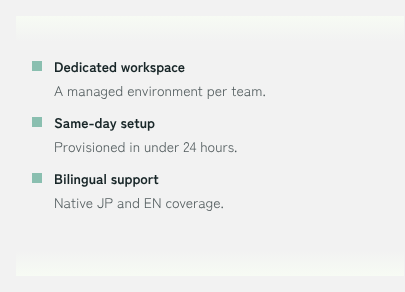 Dedicated workspace
A managed environment per team.
Same-day setup
Provisioned in under 24 hours.
Bilingual support
Native JP and EN coverage.